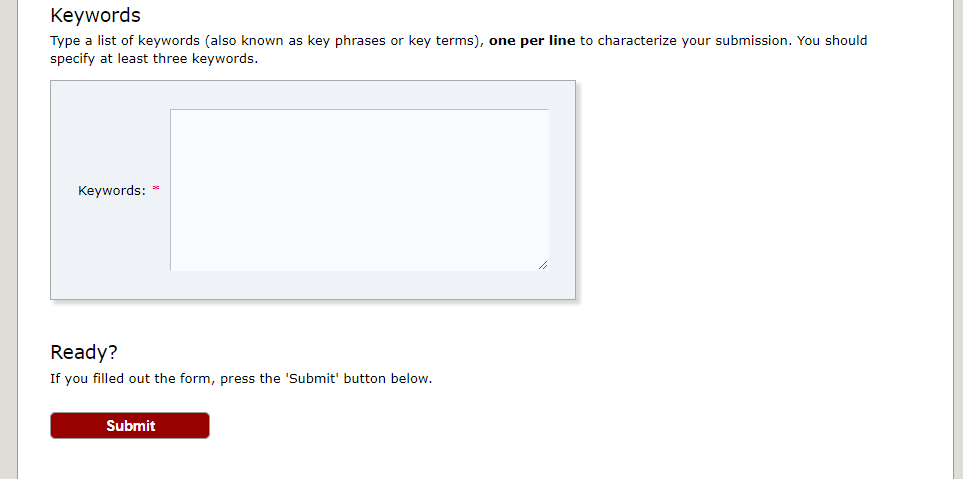 Keywords
Type a list of keywords (also known as key phrases or key terms), one per line to characterize your submission. You should
specify at least three keywords.
Keywords: *
Ready?
If you filled out the form, press the 'Submit' button below.
Submit